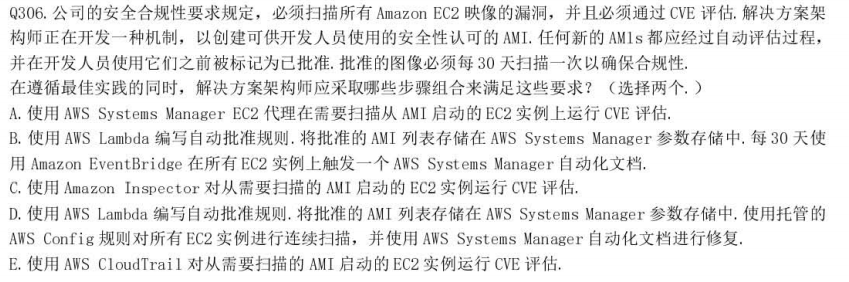 Q306. 公司的安全合规性要求规定，必须扫描所有 Amazon EC2 映像的漏洞，并且必须通过 CVE 评估. 解决方案架
构师正在开发一种机制，以创建可供开发人员使用的安全性认可的 AMI. 任何新的 AMls 都应经过自动评估过程，
并在开发人员使用它们之前被标记为已批准. 批准的图像必须每 30 天扫描一次以确保合规性.
在遵循最佳实践的同时，解决方案架构师应采取哪些步骤组合来满足这些要求？（选择两个. ）
A. 使用 AWS Systems Manager EC2 代理在需要扫描从 AMI 启动的 EC2 实例上运行 CVE 评估.
B. 使用 AWS Lambda 编写自动批准规则. 将批准的 AMI 列表存储在 AWS Systems Manager 参数存储中. 每 30 天使
用 Amazon EventBridge 在所有 EC2 实例上触发一个 AWS Systems Manager 自动化文档.
C. 使用 Amazon Inspector 对从需要扫描的 AMI 启动的 EC2 实例运行 CVE 评估.
D. 使用 AWS Lambda 编写自动批准规则. 将批准的 AMI 列表存储在 AWS Systems Manager 参数存储中. 使用托管的
AWS Config 规则对所有 EC2 实例进行连续扫描，并使用 AWS Systems Manager 自动化文档进行修复.
E. 使用 AWS CloudTrail 对从需要扫描的 AMI 启动的 EC2 实例运行 CVE 评估.